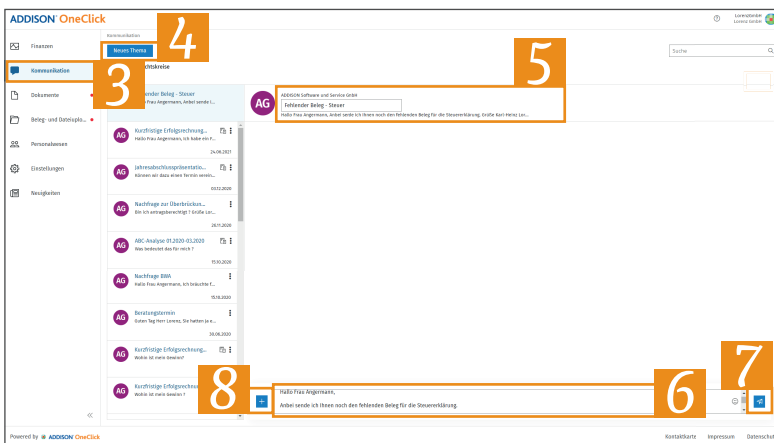 ADDISON OneClick
LorenzGmbH
Lorenz GmbH
Kommunikation
4
Neues Thema
Suche
Finanzen
Kommunikation
Dokumente
Beleg- und Dateiuplo...
Personalwesen
Einstellungen
Neuigkeiten
3
5
AG
ADDISON Software und Service GmbH
Fehlender Beleg - Steuer
Hallo Frau Angermann, Anbei sende ich Ihnen noch den fehlenden Beleg für die Steuererklärung. Grüße Karl-Heinz Lor...
Beleg - Steuer
Frau Angermann, Anbei sende i...
AG
Kurzfristige Erfolgsrechnung...
Hallo Frau Angermann, ich habe ein F...
24.06.2021
AG
Jahresabschlusspräsentatio...
Können wir dazu einen Termin verein...
03.12.2020
AG
Nachfrage zur Überbrückun...
Bin ich antragsberechtigt ? Grüße Lor...
20.11.2020
AG
ABC-Analyse 01.2020-03.2020
Was bedeutet das für mich ?
15.10.2020
AG
Nachfrage BWA
Hallo Frau Angermann, ich bräuchte f...
15.10.2020
AG
Beratungstermin
Guten Tag Herr Lorenz, Sie hatten ja a...
30.06.2020
AG
Kurzfristige Erfolgsrechnung...
Wohin ist mein Gewinn?
AG
Kurzfristige
Wohin ist mein Gewinn ?
8
Hallo Frau Angermann,
Anbei sende ich Ihnen noch den fehlenden Beleg für die Steuererklärung.
6
7
Powered by ADDISON OneClick
Kontaktkarte Impressum Datenschutz